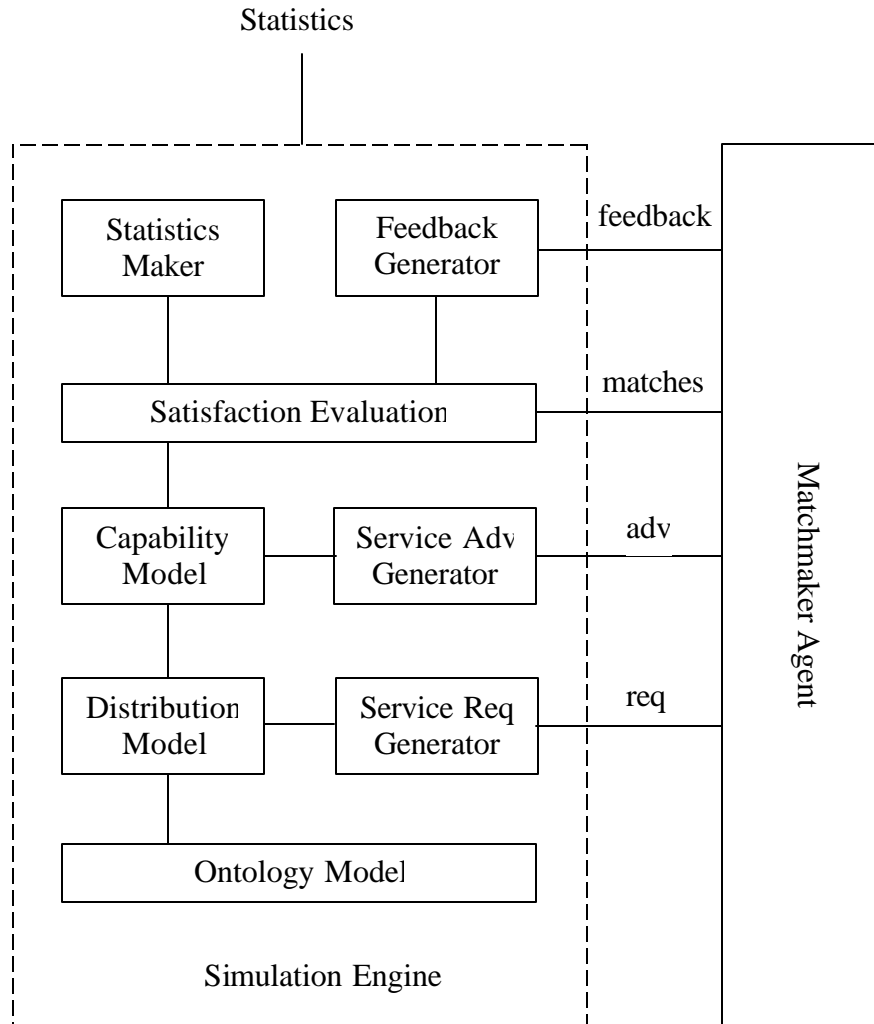 Statistics
Statistics
Maker
Feedback
Generator
feedback
Satisfaction Evaluation
matches
Capability
Model
Service Adv
Generator
adv
Matchmaker Agent
Distribution
Model
Service Req
Generator
req
Ontology Model
Simulation Engine